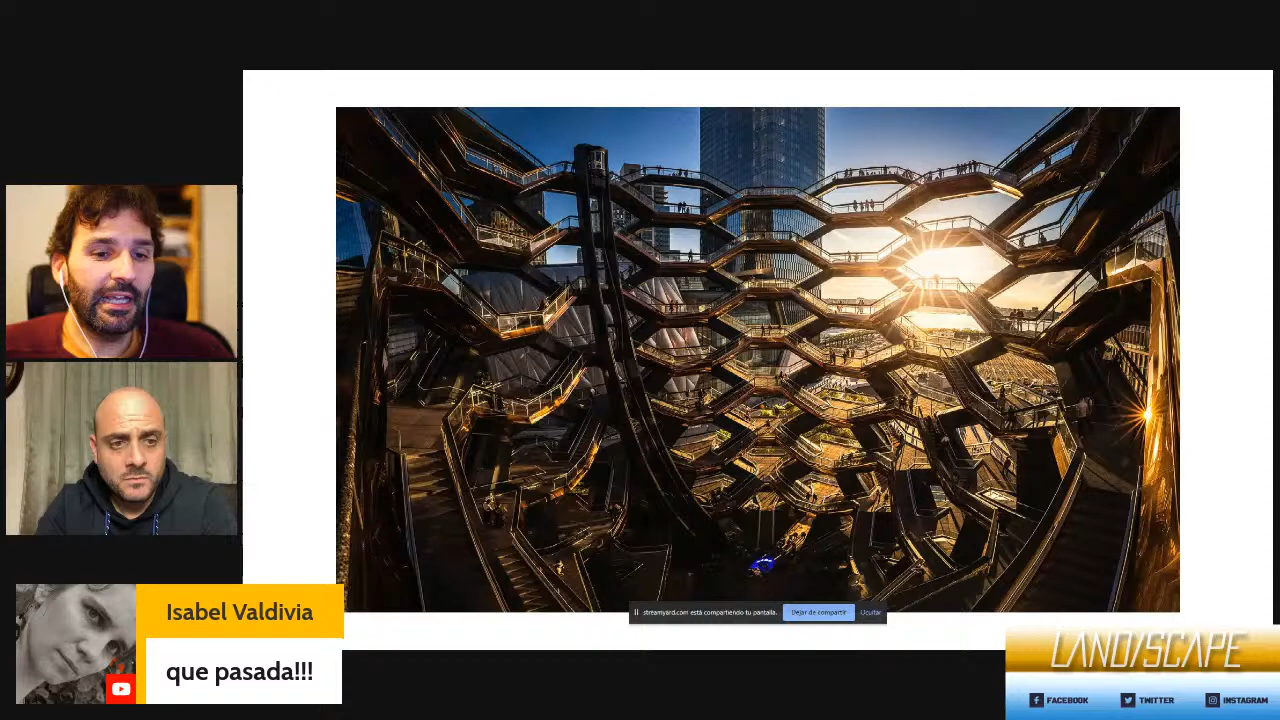 Isabel Valdivia
que pasada!!!
streamyard.com está compartiendo tu pantalla.
Dejar de compartir
Ocultar
LAND/SCAPE
FACEBOOK
TWITTER
INSTAGRAM